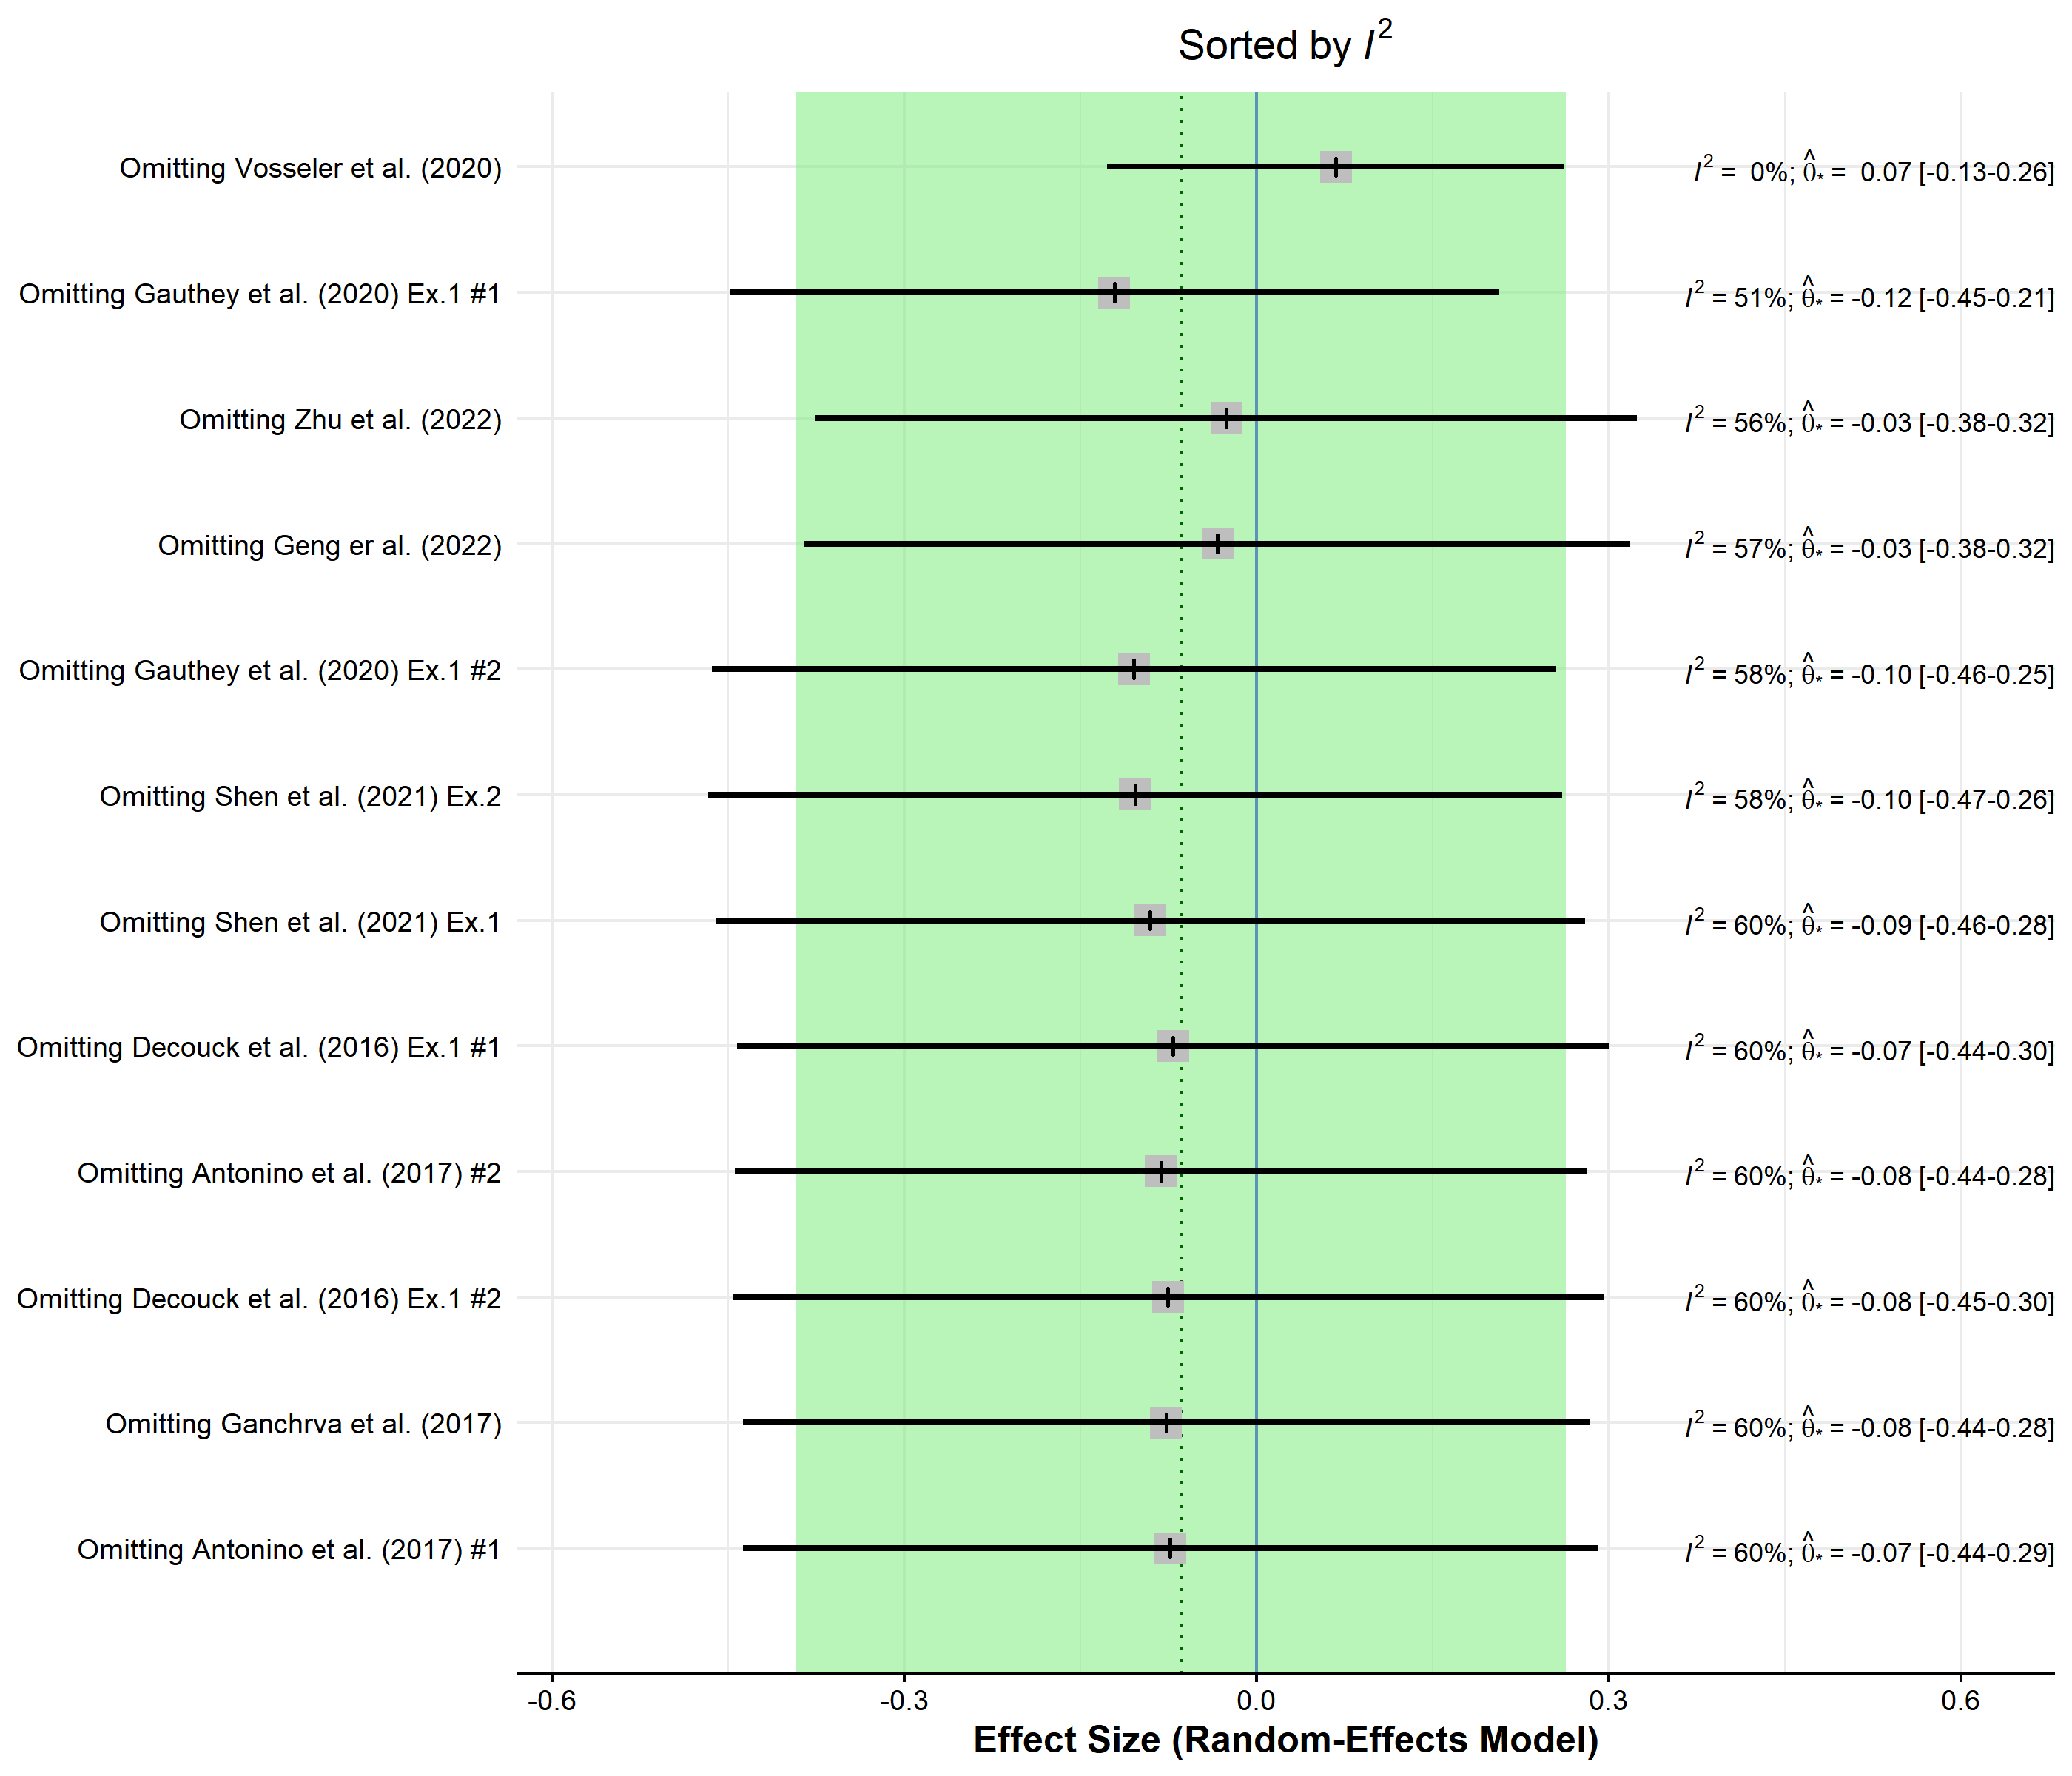 Sorted by I²
Omitting Vosseler et al. (2020) I² = 0%; θ̂* = 0.07 [-0.13-0.26]
Omitting Gauthey et al. (2020) Ex.1 #1 I² = 51%; θ̂* = -0.12 [-0.45-0.21]
Omitting Zhu et al. (2022) I² = 56%; θ̂* = -0.03 [-0.38-0.32]
Omitting Geng er al. (2022) I² = 57%; θ̂* = -0.03 [-0.38-0.32]
Omitting Gauthey et al. (2020) Ex.1 #2 I² = 58%; θ̂* = -0.10 [-0.46-0.25]
Omitting Shen et al. (2021) Ex.2 I² = 58%; θ̂* = -0.10 [-0.47-0.26]
Omitting Shen et al. (2021) Ex.1 I² = 60%; θ̂* = -0.09 [-0.46-0.28]
Omitting Decouck et al. (2016) Ex.1 #1 I² = 60%; θ̂* = -0.07 [-0.44-0.30]
Omitting Antonino et al. (2017) #2 I² = 60%; θ̂* = -0.08 [-0.44-0.28]
Omitting Decouck et al. (2016) Ex.1 #2 I² = 60%; θ̂* = -0.08 [-0.45-0.30]
Omitting Ganchrva et al. (2017) I² = 60%; θ̂* = -0.08 [-0.44-0.28]
Omitting Antonino et al. (2017) #1 I² = 60%; θ̂* = -0.07 [-0.44-0.29]
-0.6 -0.3 0.0 0.3 0.6
Effect Size (Random-Effects Model)